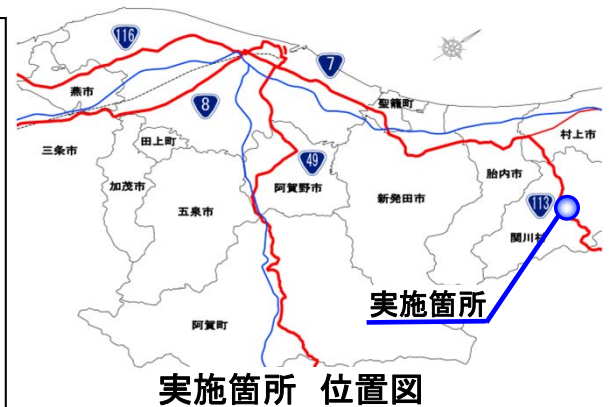 116
7
燕市
8
聖籠町
三条市
田上町
村上市
加茂市
49
阿賀野市
胎内市
五泉市
新発田市
113
関川村
実施箇所
阿賀町
実施箇所 位置図